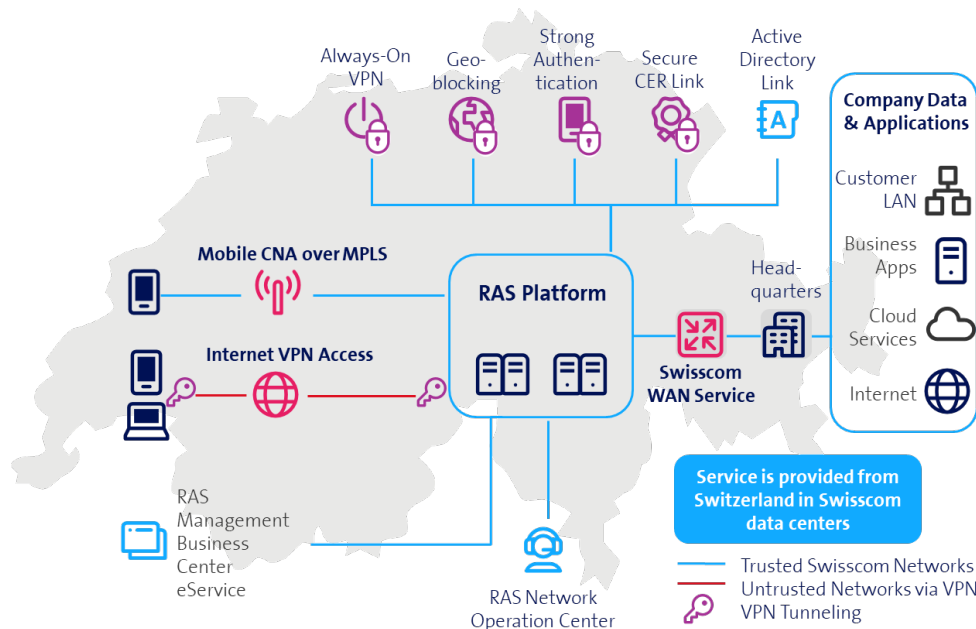 Always-On
VPN
Geo-
blocking
Strong
Authen-
tication
Secure
CER Link
Active
Directory
Link
A
Company Data
& Applications
Customer
LAN
Business
Apps
Cloud
Services
Internet
Mobile CNA over MPLS
Internet VPN Access
RAS Platform
Head-
quarters
Swisscom
WAN Service
RAS
Management
Business
Center
eService
RAS Network
Operation Center
Service is provided from
Switzerland in Swisscom
data centers
Trusted Swisscom Networks
Untrusted Networks via VPN
VPN Tunneling